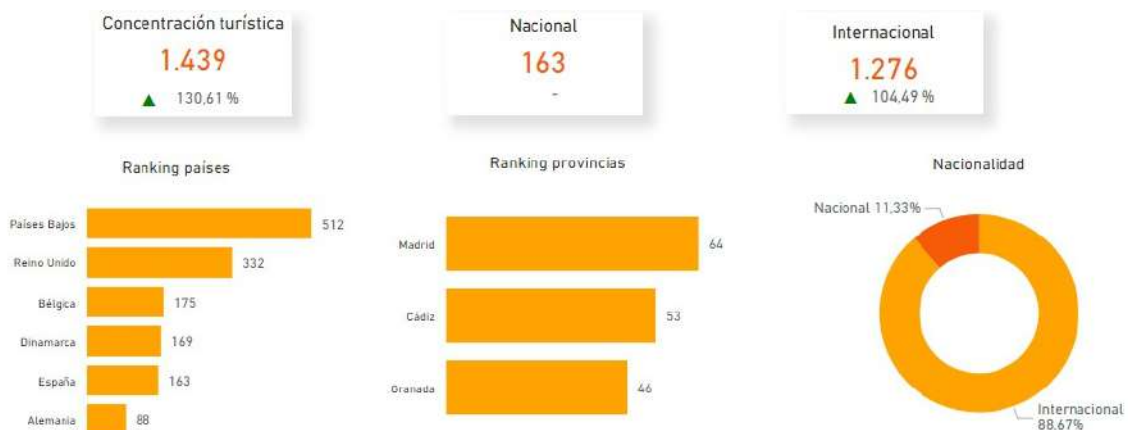 Concentración turística
1.439
▲ 130,61 %
Nacional
163
-
Internacional
1.276
▲ 104,49 %
Ranking países
Países Bajos 512
Reino Unido 332
Bélgica 175
Dinamarca 169
España 163
Alemania 88
Ranking provincias
Madrid 64
Cádiz 53
Granada 46
Nacionalidad
Nacional 11,33%
Internacional
88,67%